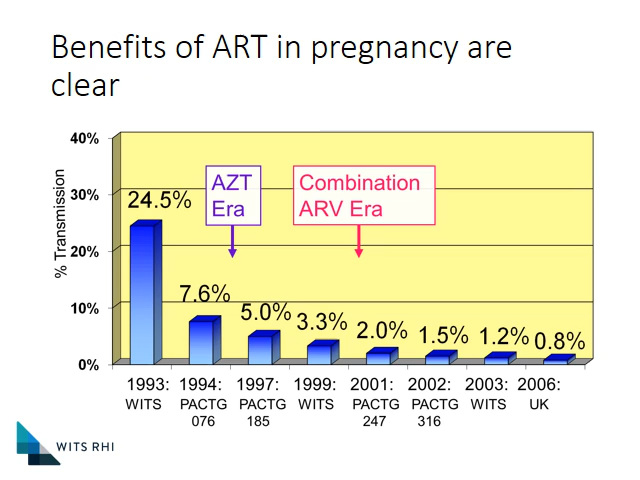 Benefits of ART in pregnancy are
clear
40%
30%
20%
10%
0%
% Transmission
AZT
Era
Combination
ARV Era
24.5%
7.6%
5.0%
3.3%
2.0%
1.5%
1.2%
0.8%
1993:
WITS
1994:
PACTG
076
1997:
PACTG
185
1999:
WITS
2001:
PACTG
247
2002:
PACTG
316
2003:
WITS
2006:
UK
WITS RHI